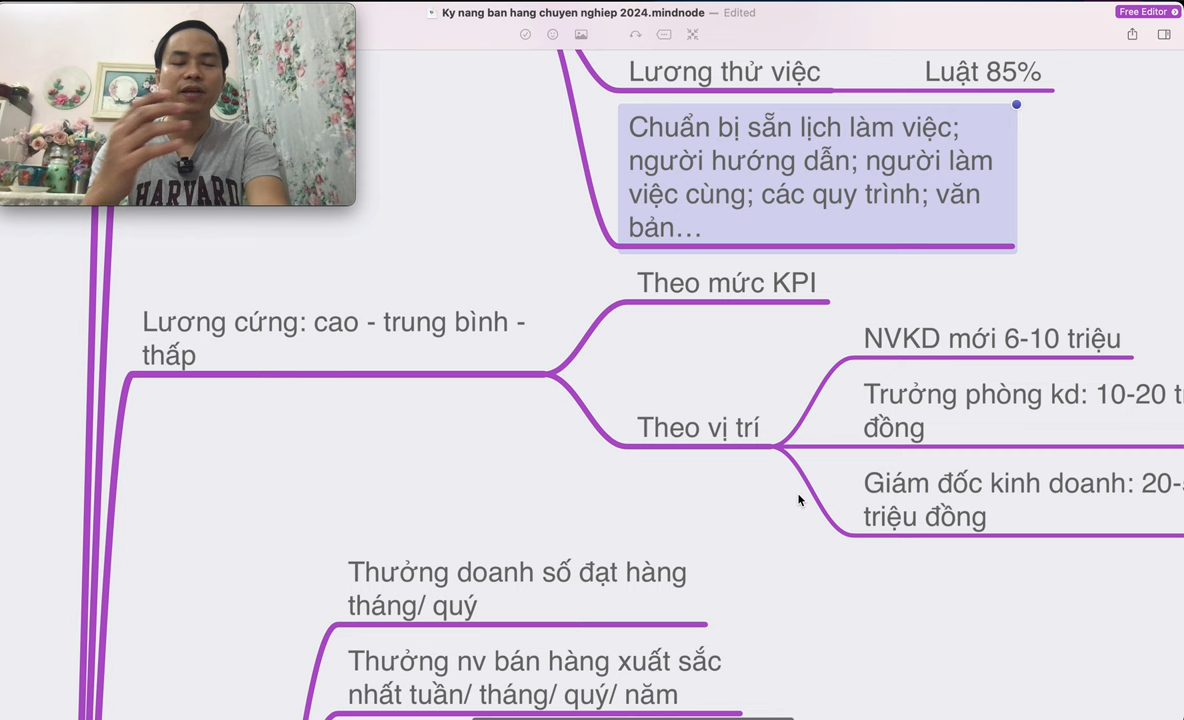 Ky nang ban hang chuyen nghiep 2024.mindnode — Edited
Free Editor
HARVARD
Lương thử việc
Luật 85%
Chuẩn bị sẵn lịch làm việc;
người hướng dẫn; người làm
việc cùng; các quy trình; văn
bản…
Lương cứng: cao - trung bình -
thấp
Theo mức KPI
Theo vị trí
NVKD mới 6-10 triệu
Trưởng phòng kd: 10-20
đồng
Giám đốc kinh doanh: 20-
triệu đồng
Thưởng doanh số đạt hàng
tháng/ quý
Thưởng nv bán hàng xuất sắc
nhất tuần/ tháng/ quý/ năm